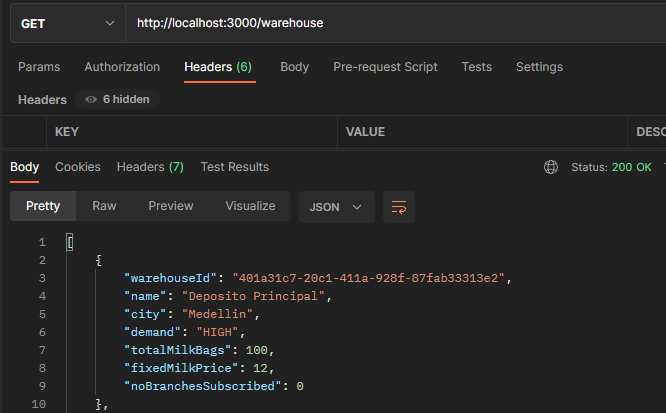 GET http://localhost:3000/warehouse
Params Authorization Headers (6) Body Pre-request Script Tests Settings
Headers 6 hidden
KEY VALUE DESC
Body Cookies Headers (7) Test Results Status: 200 OK
Pretty Raw Preview Visualize JSON
1 [
2 {
3 "warehouseId": "401a31c7-20c1-411a-928f-87fab33313e2",
4 "name": "Deposito Principal",
5 "city": "Medellin",
6 "demand": "HIGH",
7 "totalMilkBags": 100,
8 "fixedMilkPrice": 12,
9 "noBranchesSubscribed": 0
10 },